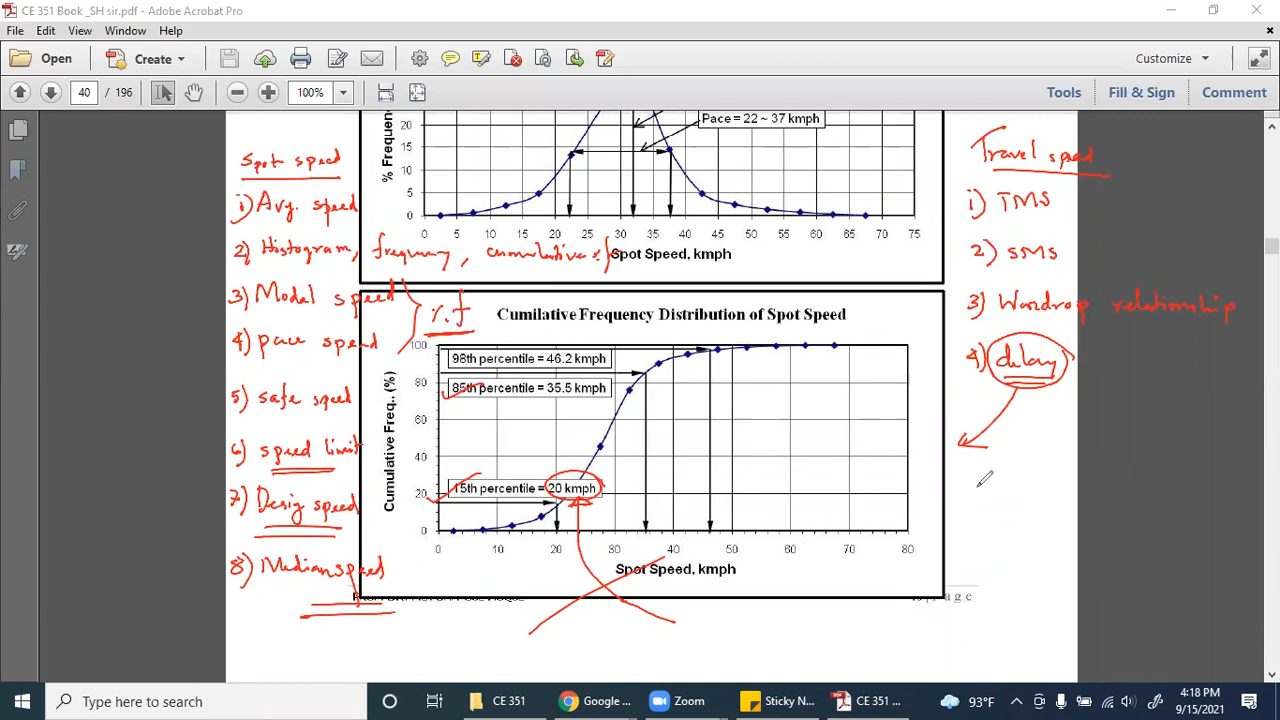 CE 351 Book _SH sir.pdf - Adobe Acrobat Pro
File Edit View Window Help
Open Create Customize
40 / 196 100% Tools Fill & Sign Comment
% Frequenc
20
15
10
5
0
Pace = 22 ~ 37 kmph
0 5 10 15 20 25 30 35 40 45 50 55 60 65 70 75
Spot Speed, kmph
Spot speed
1) Avg. speed
2) Histogram, frequency, cumulative %f
3) Modal speed
4) pace speed
%.f
5) safe speed
6) speed limit
7) Desig speed
8) Median speed
Cumilative Frequency Distribution of Spot Speed
Cumulative Freq., (%)
100
80
60
40
20
0
98th percentile = 46.2 kmph
85th percentile = 35.5 kmph
15th percentile = 20 kmph
0 10 20 30 40 50 60 70 80
Spot Speed, kmph
Page
Travel speed
1) TMS
2) SMS
3) Wardrop relationship
4) delay
Type here to search
CE 351
Google ...
Zoom
Sticky N...
CE 351 ...
93°F
4:18 PM
9/15/2021